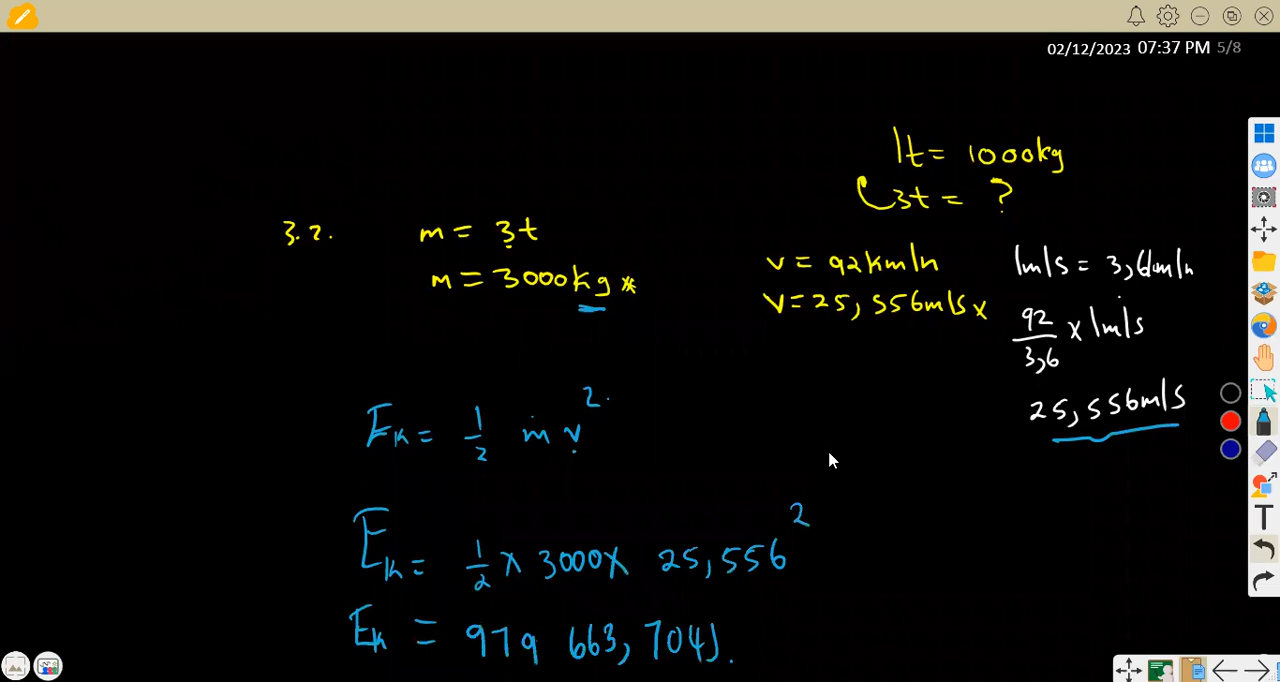 02/12/2023 07:37 PM 5/8
1t = 1000kg
3t = ?
3.2. m = 3t
m = 3000kg *
v = 92km/h
v = 25,556m/s x
1m/s = 3,6km/h
92/3,6 x 1m/s
25,556m/s
Ek = 1/2 m v²
Ek = 1/2 x 3000 x 25,556²
Ek = 979 663,704J.
T